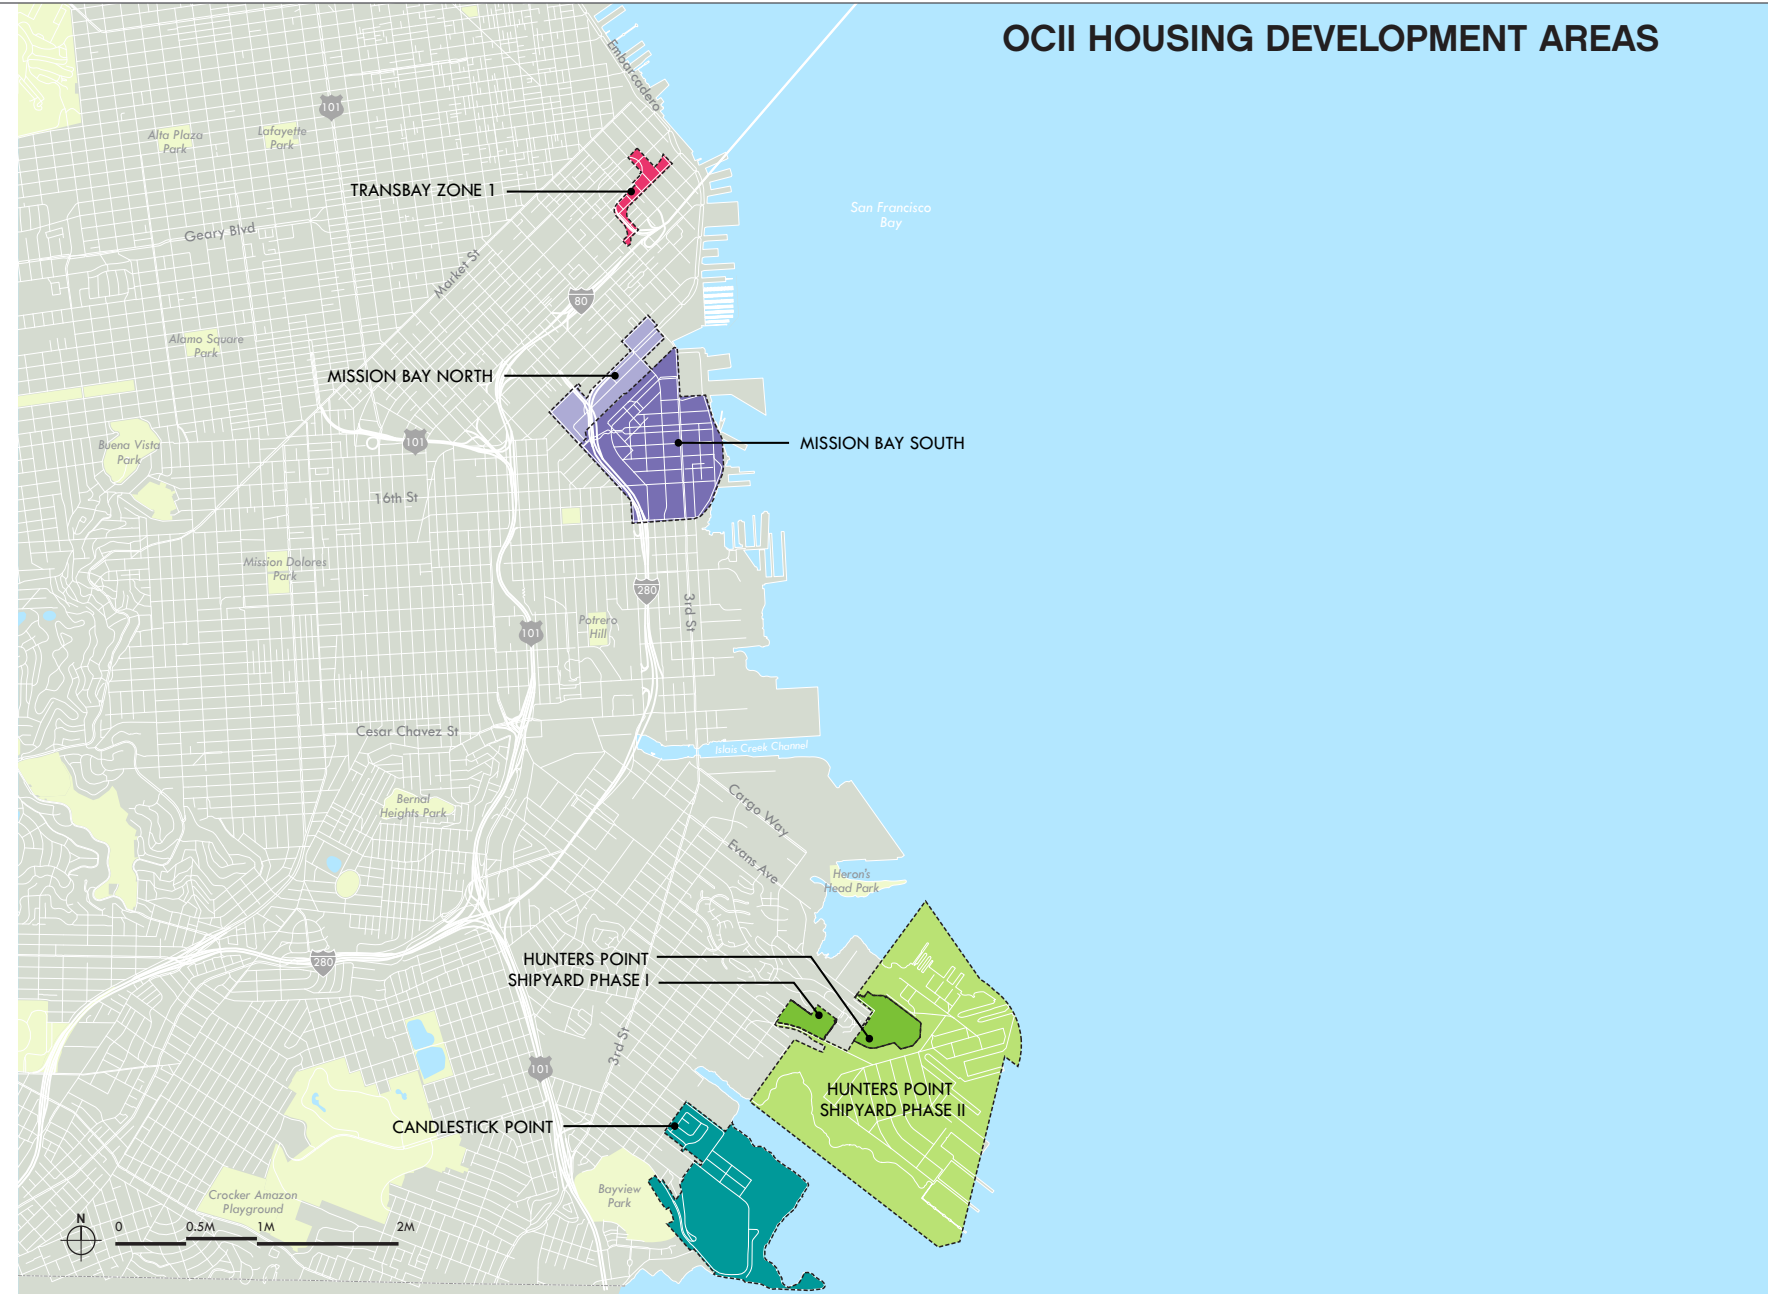 OCII HOUSING DEVELOPMENT AREAS
Embarcadero
101
Alta Plaza
Park
Lafayette
Park
TRANSBAY ZONE 1
San Francisco
Bay
Geary Blvd
Market St
80
Alamo Square
Park
MISSION BAY NORTH
MISSION BAY SOUTH
101
Buena Vista
Park
16th St
Mission Dolores
Park
280
3rd St
Potrero
Hill
101
Cesar Chavez St
Islais Creek Channel
Cargo Way
Bernal
Heights Park
Evans Ave
Heron's
Head Park
280
HUNTERS POINT
SHIPYARD PHASE I
3rd St
101
HUNTERS POINT
SHIPYARD PHASE II
CANDLESTICK POINT
Bayview
Park
Crocker Amazon
Playground
N
0 0.5M 1M 2M